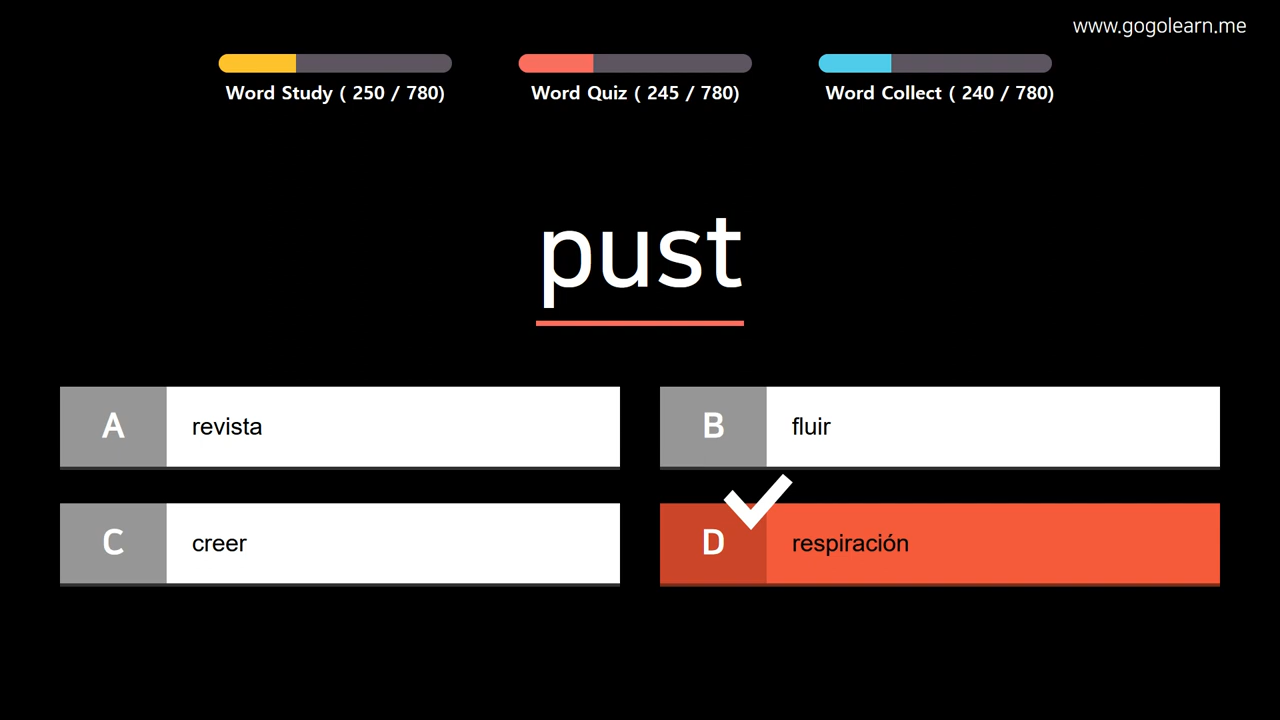 www.gogolearn.me
Word Study ( 250 / 780)
Word Quiz ( 245 / 780)
Word Collect ( 240 / 780)
pust
A
revista
B
fluir
C
creer
D
respiración